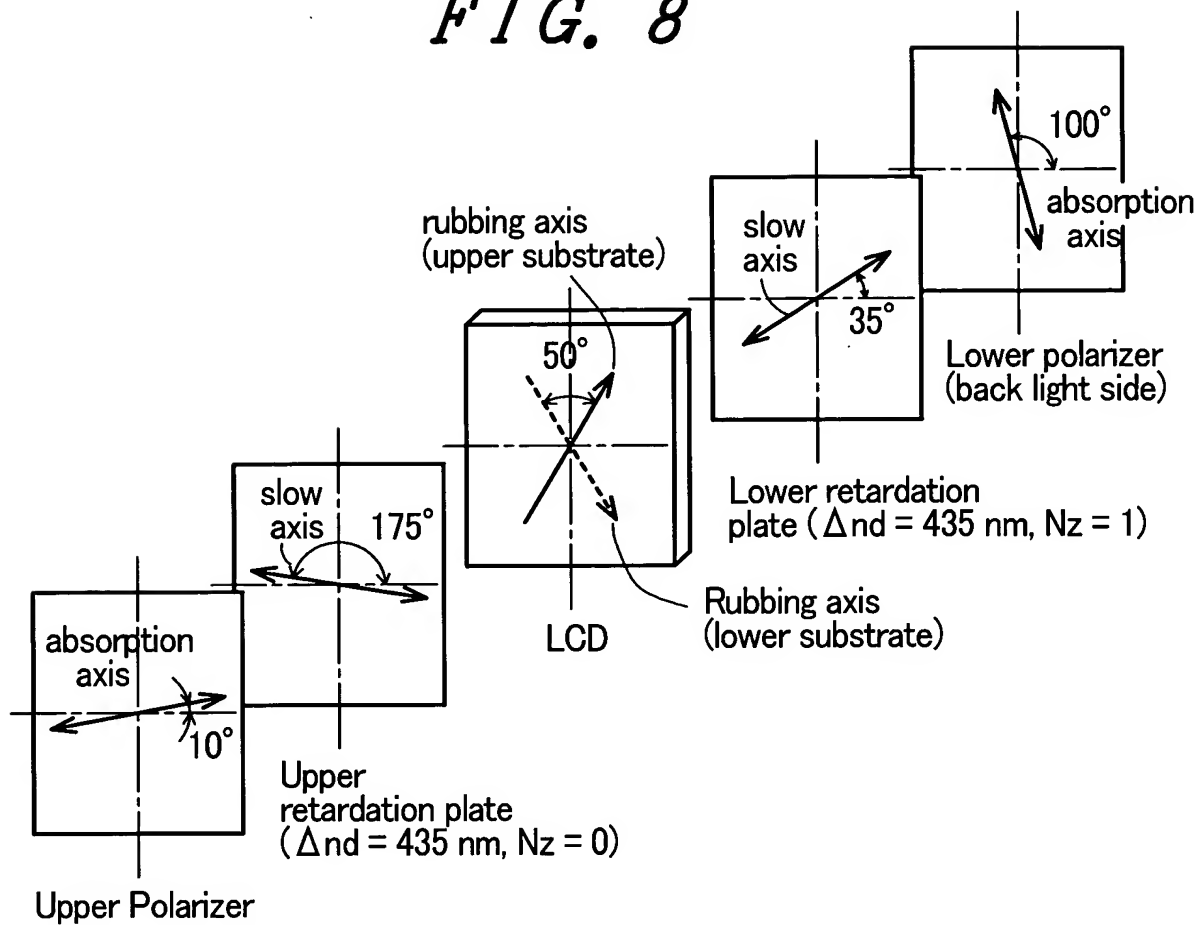 FIG. 8
100°
absorption
axis
Lower polarizer
(back light side)
slow
axis
35°
Lower retardation
plate (Δnd = 435 nm, Nz = 1)
rubbing axis
(upper substrate)
50°
Rubbing axis
(lower substrate)
LCD
slow
axis
175°
Upper
retardation plate
(Δnd = 435 nm, Nz = 0)
absorption
axis
10°
Upper Polarizer